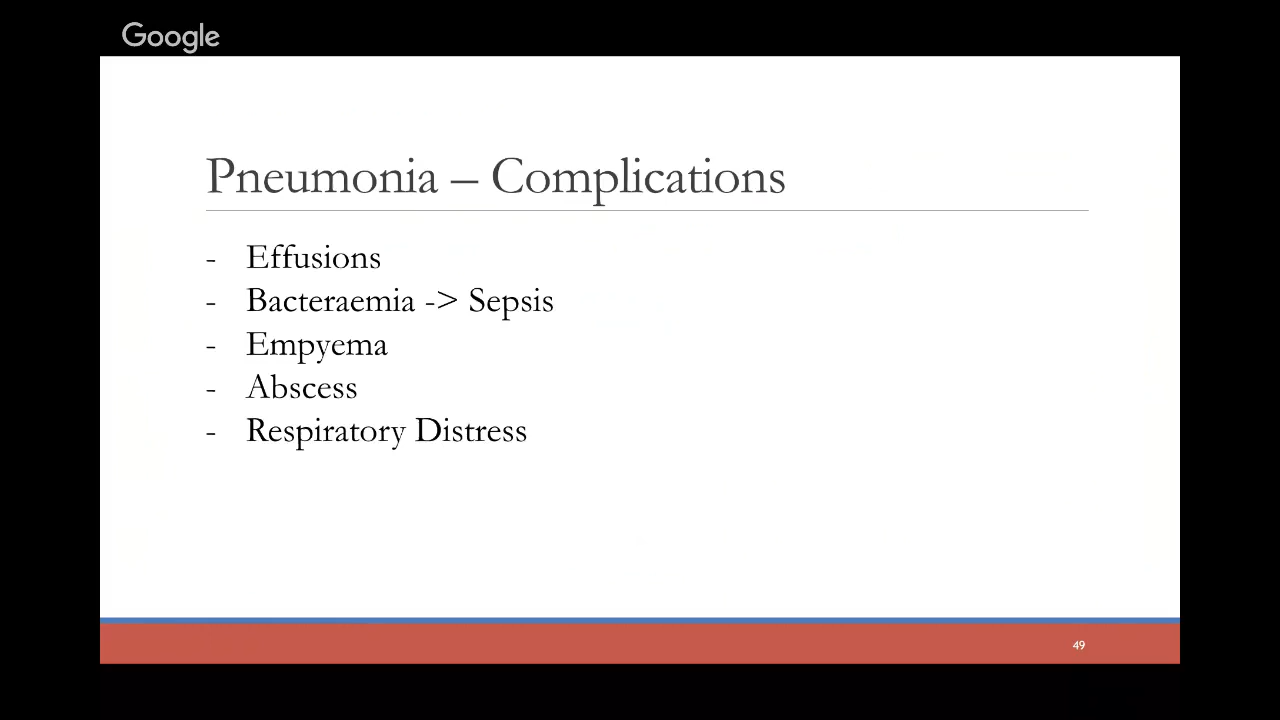 Google
Pneumonia – Complications
- Effusions
- Bacteraemia -> Sepsis
- Empyema
- Abscess
- Respiratory Distress
49